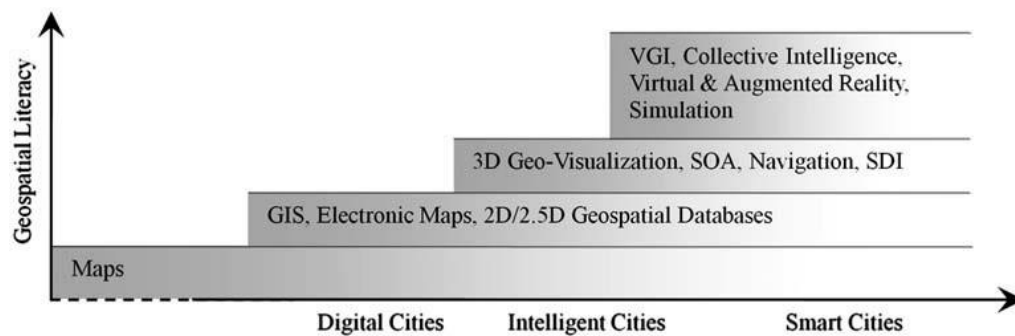 Geospatial Literacy
VGI, Collective Intelligence,
Virtual & Augmented Reality,
Simulation
3D Geo-Visualization, SOA, Navigation, SDI
GIS, Electronic Maps, 2D/2.5D Geospatial Databases
Maps
Digital Cities
Intelligent Cities
Smart Cities